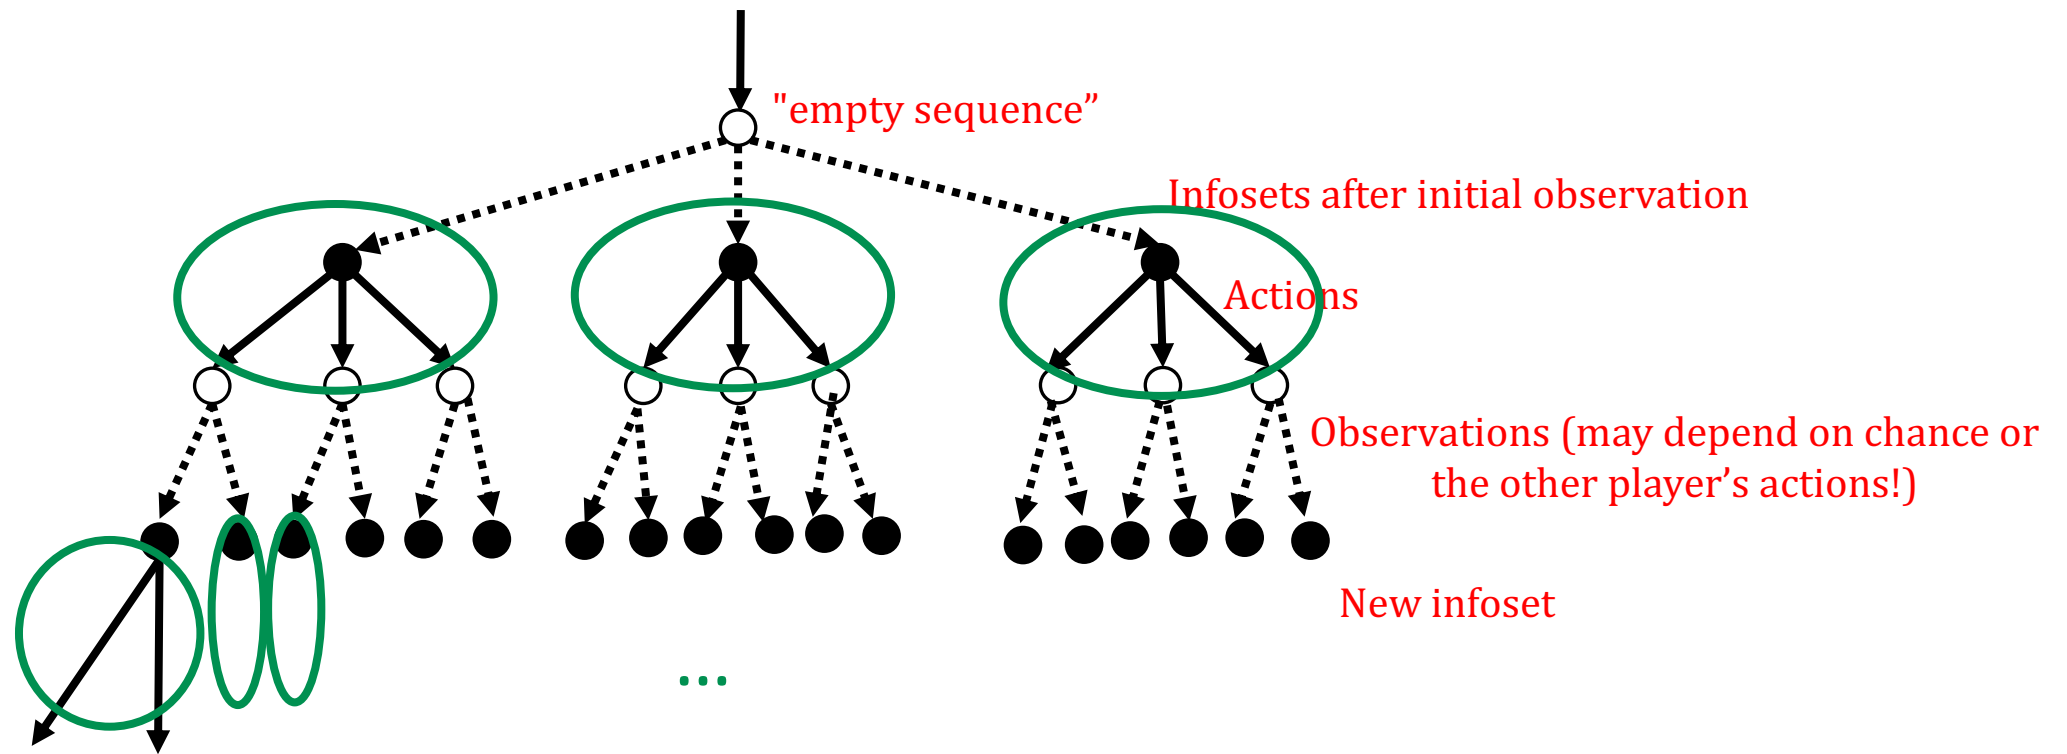 "empty sequence”
Infosets after initial observation
Actions
Observations (may depend on chance or
the other player’s actions!)
New infoset
...